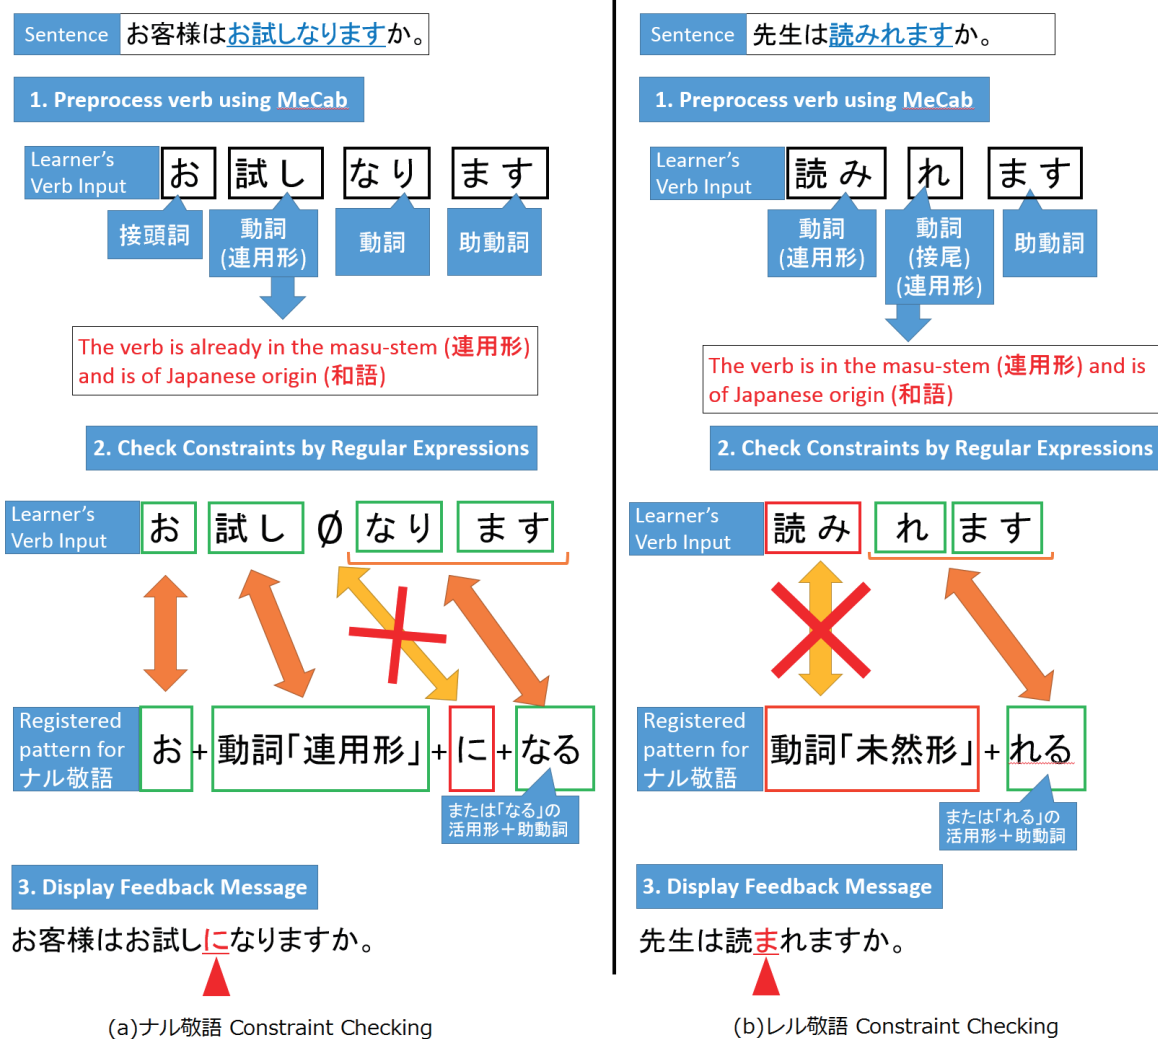 Sentence お客様はお試しなりますか。
1. Preprocess verb using MeCab
Learner's
Verb Input
お 試し なり ます
接頭詞
動詞
(連用形)
動詞
助動詞
The verb is already in the masu-stem (連用形)
and is of Japanese origin (和語)
2. Check Constraints by Regular Expressions
Learner's
Verb Input
お 試し ∅ なり ます
Registered
pattern for
ナル敬語
お+動詞「連用形」+に+なる
または「なる」の
活用形+助動詞
3. Display Feedback Message
お客様はお試しになりますか。
(a)ナル敬語 Constraint Checking
Sentence 先生は読みれますか。
1. Preprocess verb using MeCab
Learner's
Verb Input
読み れ ます
動詞
(連用形)
動詞
(接尾)
(連用形)
助動詞
The verb is in the masu-stem (連用形) and is
of Japanese origin (和語)
2. Check Constraints by Regular Expressions
Learner's
Verb Input
読み れ ます
Registered
pattern for
ナル敬語
動詞「未然形」+れる
または「れる」の
活用形+助動詞
3. Display Feedback Message
先生は読まれますか。
(b)レル敬語 Constraint Checking